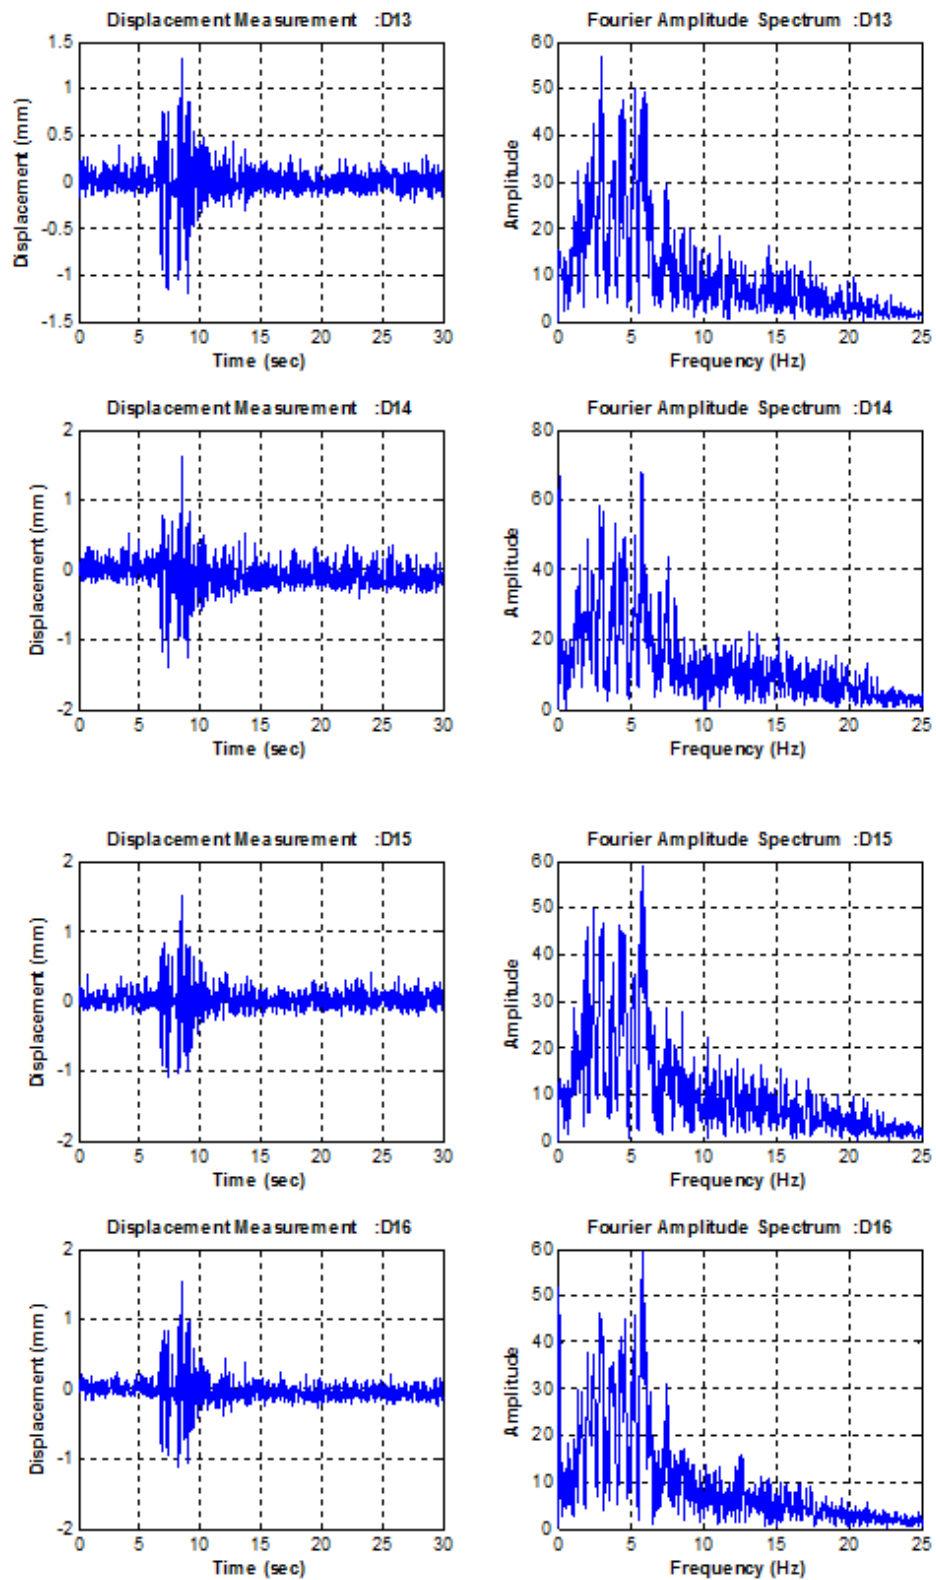 Displacement Measurement :D13
Fourier Amplitude Spectrum :D13
1.5
1
0.5
0
-0.5
-1
-1.5
Displacement (mm)
0 5 10 15 20 25 30
Time (sec)
60
50
40
30
20
10
0
Amplitude
0 5 10 15 20 25
Frequency (Hz)
Displacement Measurement :D14
Fourier Amplitude Spectrum :D14
2
1
0
-1
-2
Displacement (mm)
0 5 10 15 20 25 30
Time (sec)
80
60
40
20
0
Amplitude
0 5 10 15 20 25
Frequency (Hz)
Displacement Measurement :D15
Fourier Amplitude Spectrum :D15
2
1
0
-1
-2
Displacement (mm)
0 5 10 15 20 25 30
Time (sec)
60
50
40
30
20
10
0
Amplitude
0 5 10 15 20 25
Frequency (Hz)
Displacement Measurement :D16
Fourier Amplitude Spectrum :D16
2
1
0
-1
-2
Displacement (mm)
0 5 10 15 20 25 30
Time (sec)
60
50
40
30
20
10
0
Amplitude
0 5 10 15 20 25
Frequency (Hz)